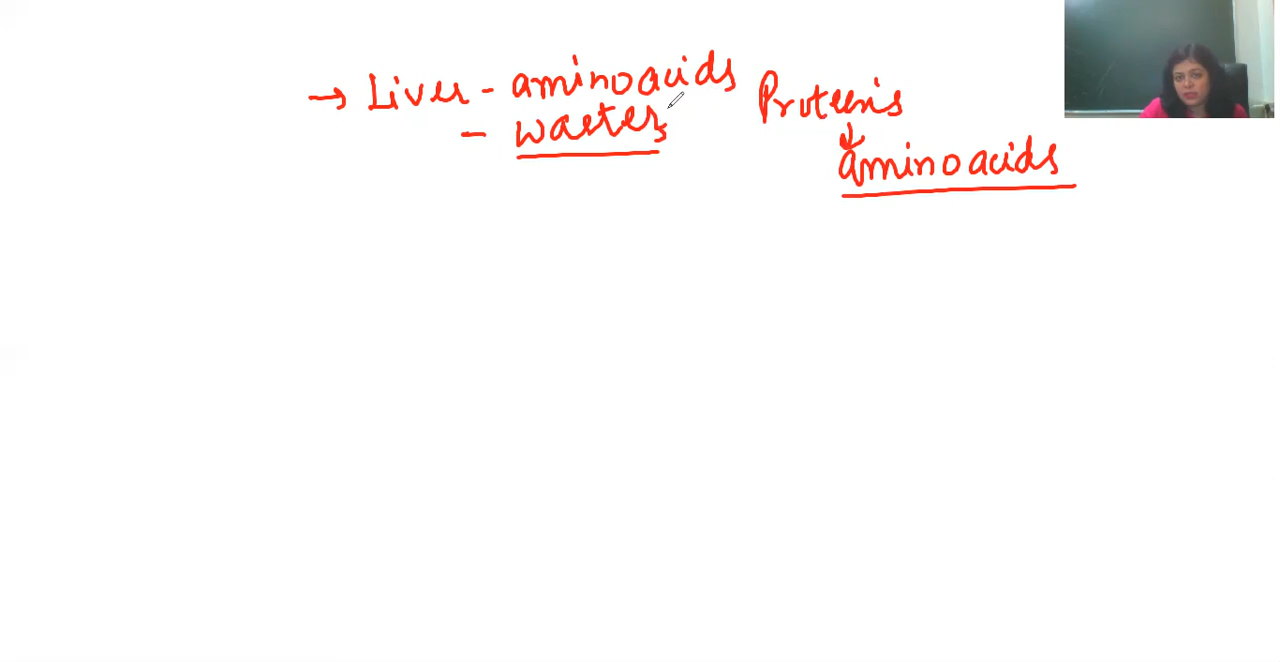 → Liver - aminoacids
- wastes
Proteins
↓
aminoacids